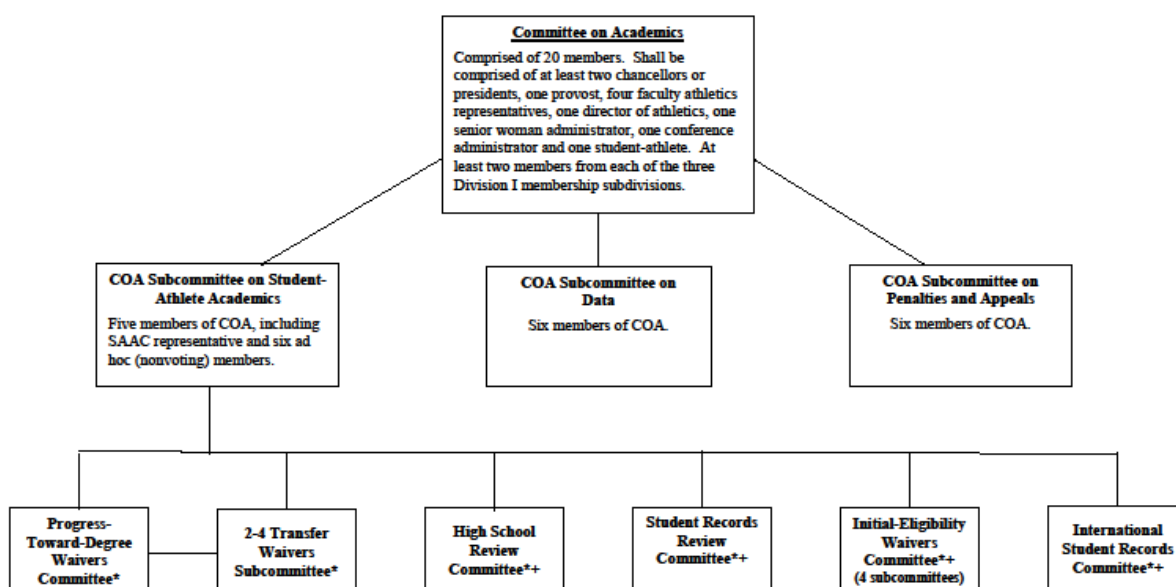 Committee on Academics
Comprised of 20 members. Shall be
comprised of at least two chancellors or
presidents, one provost, four faculty athletics
representatives, one director of athletics, one
senior woman administrator, one conference
administrator and one student-athlete. At
least two members from each of the three
Division I membership subdivisions.
COA Subcommittee on Student-
Athlete Academics
Five members of COA, including
SAAC representative and six ad
hoc (nonvoting) members.
COA Subcommittee on
Data
Six members of COA.
COA Subcommittee on
Penalties and Appeals
Six members of COA.
Progress-
Toward-Degree
Waivers
Committee*
2-4 Transfer
Waivers
Subcommittee*
High School
Review
Committee*+
Student Records
Review
Committee*+
Initial-Eligibility
Waivers
Committee*+
(4 subcommittees)
International
Student Records
Committee*+